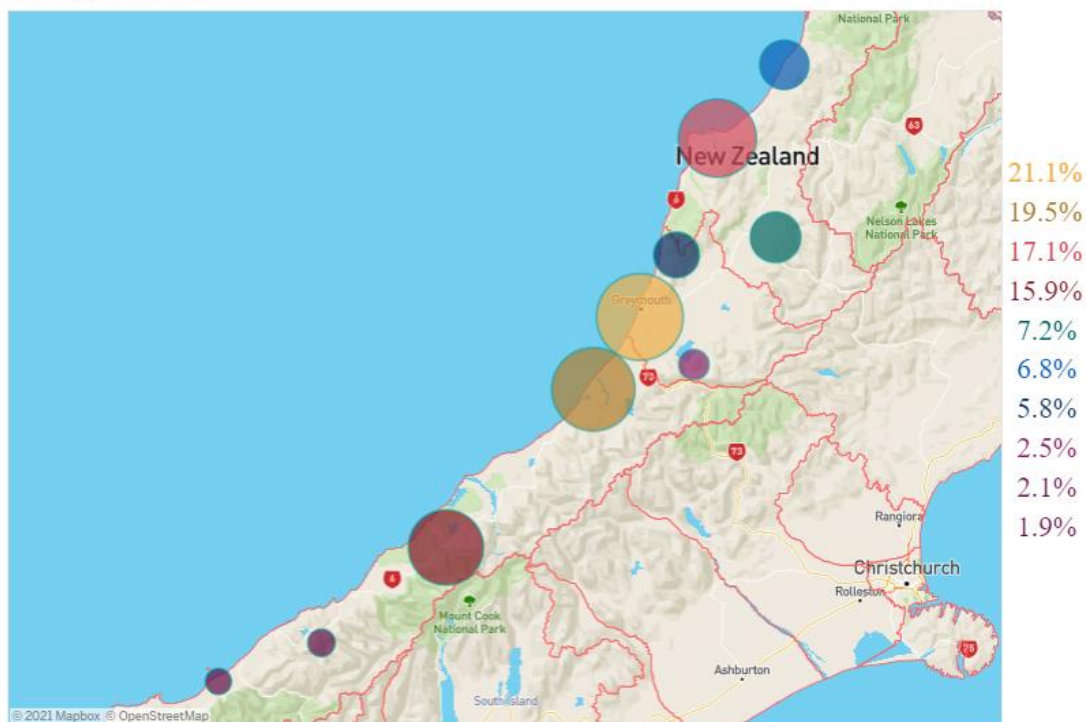 National Park
63
New Zealand
6
Nelson Lakes
National Park
Greymouth
73
73
Rangiora
Christchurch
Rolleston
6
Mount Cook
National Park
75
Ashburton
South Island
© 2021 Mapbox © OpenStreetMap
21.1%
19.5%
17.1%
15.9%
7.2%
6.8%
5.8%
2.5%
2.1%
1.9%